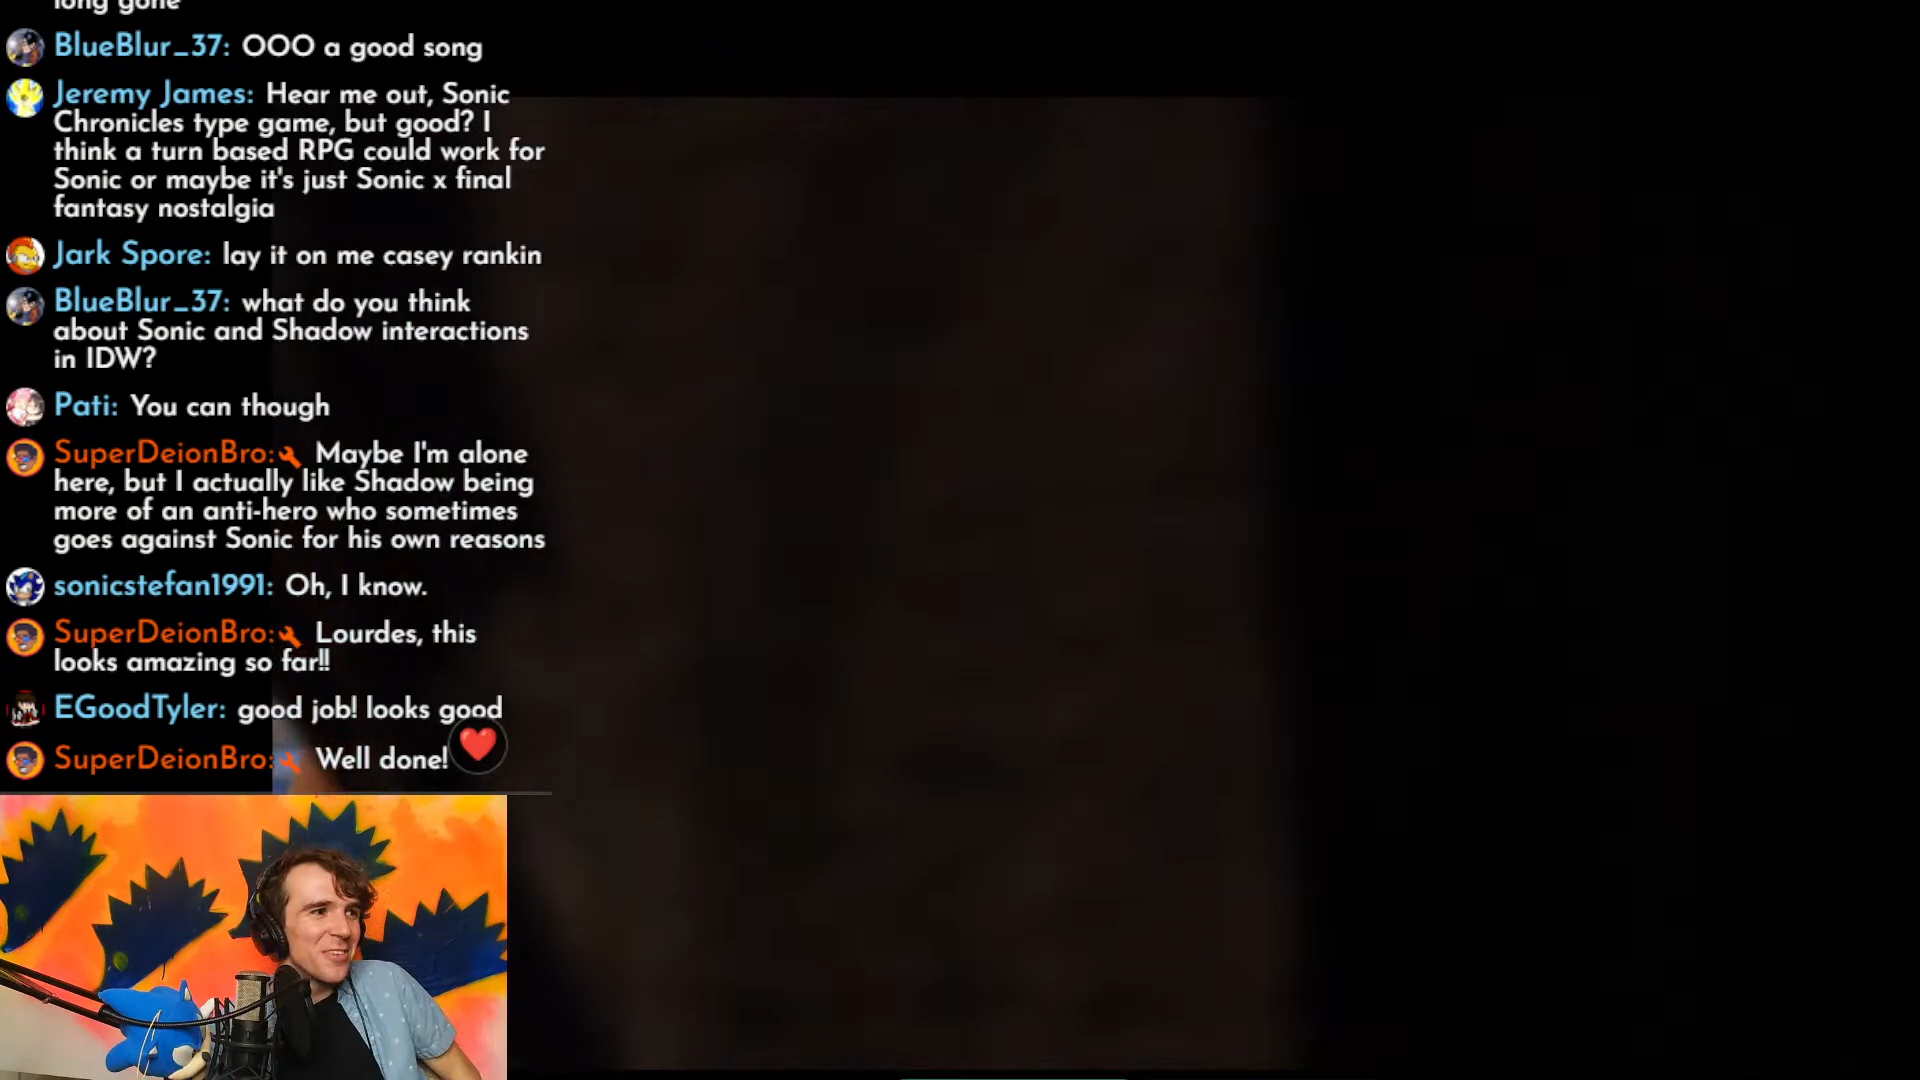 long gone
BlueBlur_37: OOO a good song
Jeremy James: Hear me out, Sonic
Chronicles type game, but good? I
think a turn based RPG could work for
Sonic or maybe it's just Sonic x final
fantasy nostalgia
Jark Spore: lay it on me casey rankin
BlueBlur_37: what do you think
about Sonic and Shadow interactions
in IDW?
Pati: You can though
SuperDeionBro: Maybe I'm alone
here, but I actually like Shadow being
more of an anti-hero who sometimes
goes against Sonic for his own reasons
sonicstefan1991: Oh, I know.
SuperDeionBro: Lourdes, this
looks amazing so far!!
EGoodTyler: good job! looks good
SuperDeionBro: Well done!